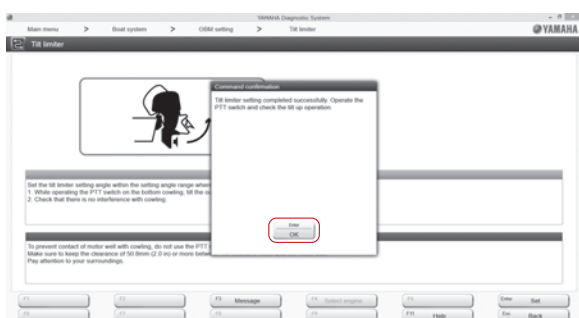 YAMAHA Diagnostic System
Main menu > Boat system > OBM setting > Tilt limiter
YAMAHA
Tilt limiter
Command confirmation
Tilt limiter setting completed successfully. Operate the
PTT switch and check the tilt up operation.
Enter
OK
Set the tilt limiter setting angle within the setting angle range when
1. While operating the PTT switch on the bottom cowling, tilt the
2. Check that there is no interference with cowling.
To prevent contact of motor well with cowling, do not use the PTT
Make sure to keep the clearance of 50.8mm (2.0 in) or more
Pay attention to your surroundings.
F1 F2 F3 Message F4 Select engine F5 Enter Set
F11 Help Esc Back